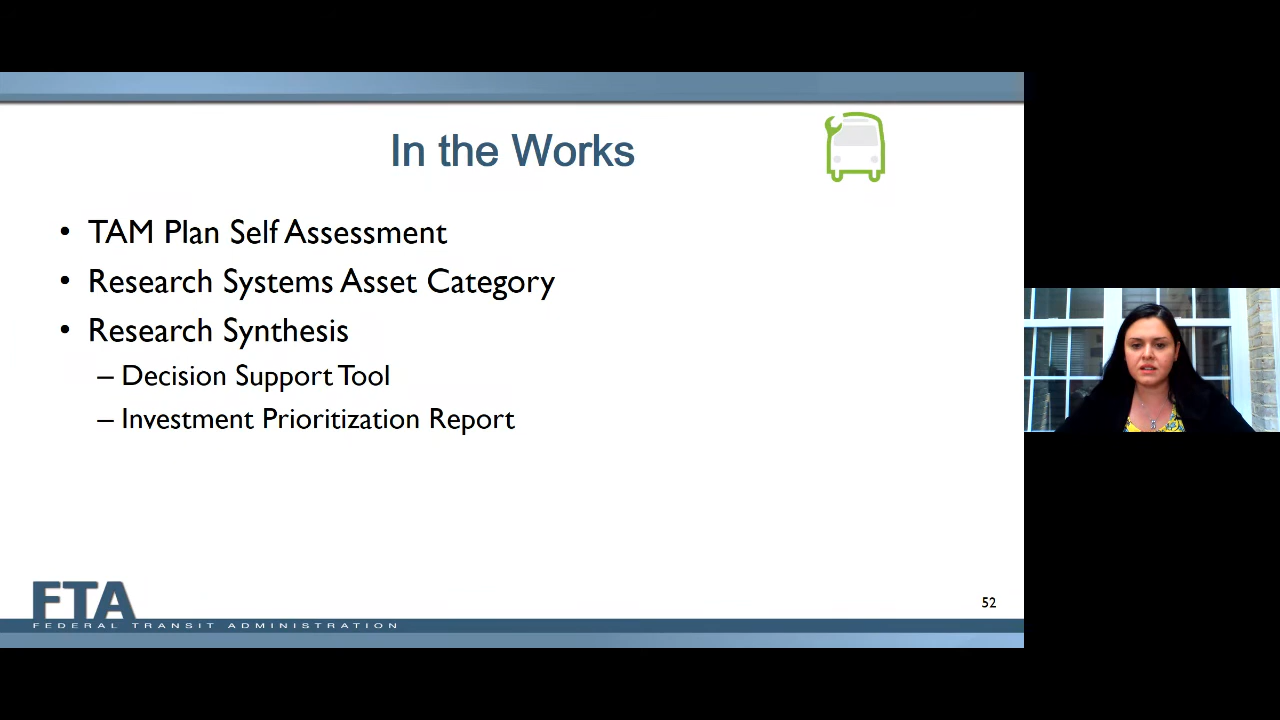 In the Works
• TAM Plan Self Assessment
• Research Systems Asset Category
• Research Synthesis
– Decision Support Tool
– Investment Prioritization Report
FTA
FEDERAL TRANSIT ADMINISTRATION
52